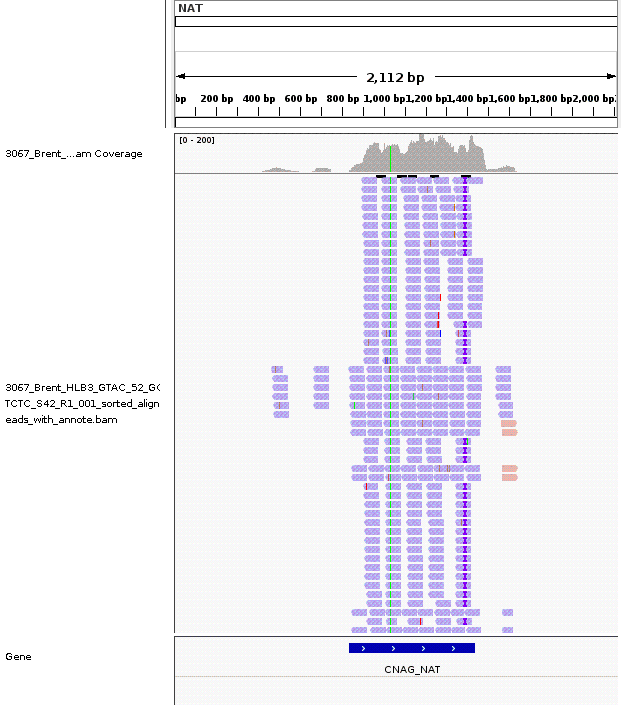 NAT
2,112 bp
bp 200 bp 400 bp 600 bp 800 bp 1,000 bp 1,200 bp 1,400 bp 1,600 bp 1,800 bp 2,000 bp
[0 - 200]
3067_Brent_...am Coverage
3067_Brent_HLB3_GTAC_52_GC
TCTC_S42_R1_001_sorted_align
eads_with_annote.bam
Gene
CNAG_NAT